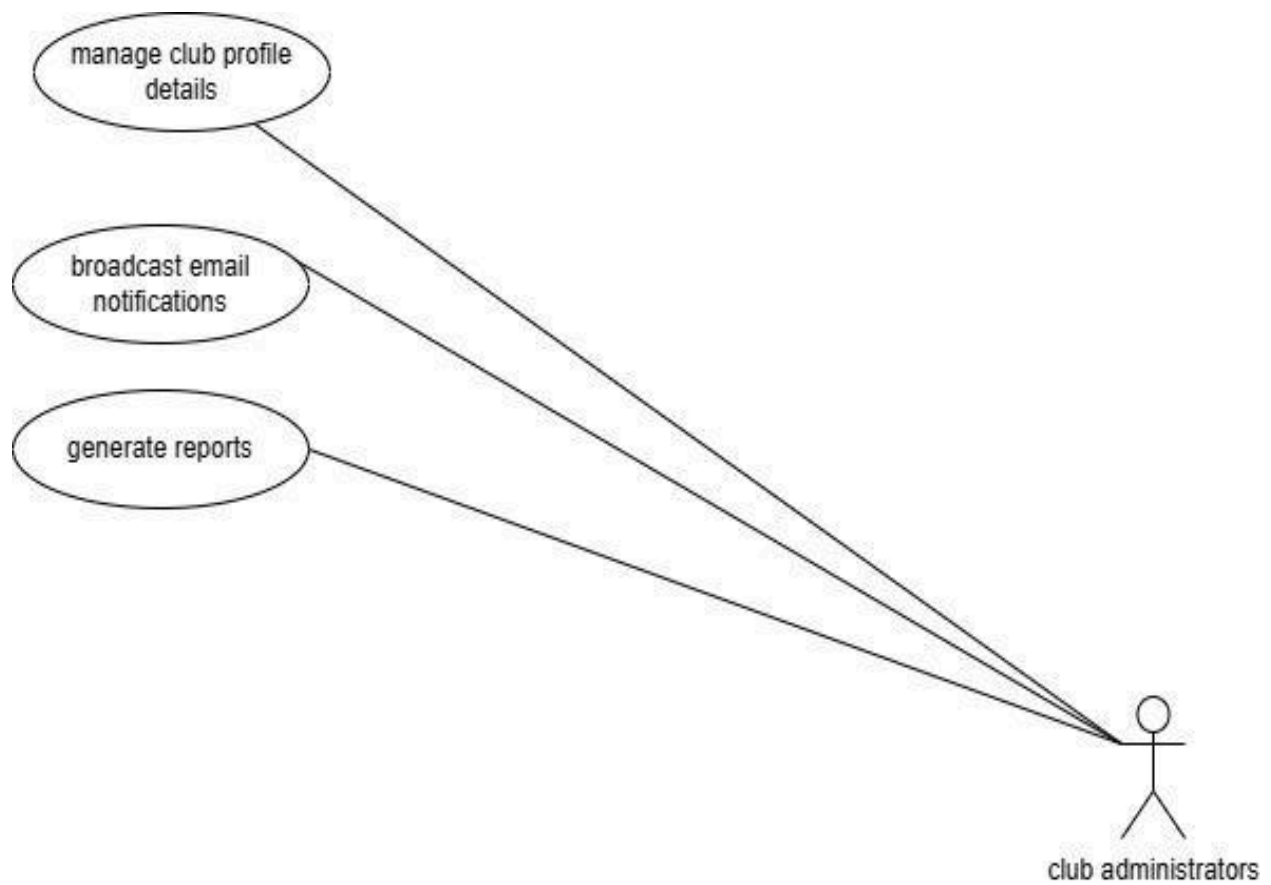 manage club profile
details
broadcast email
notifications
generate reports
club administrators